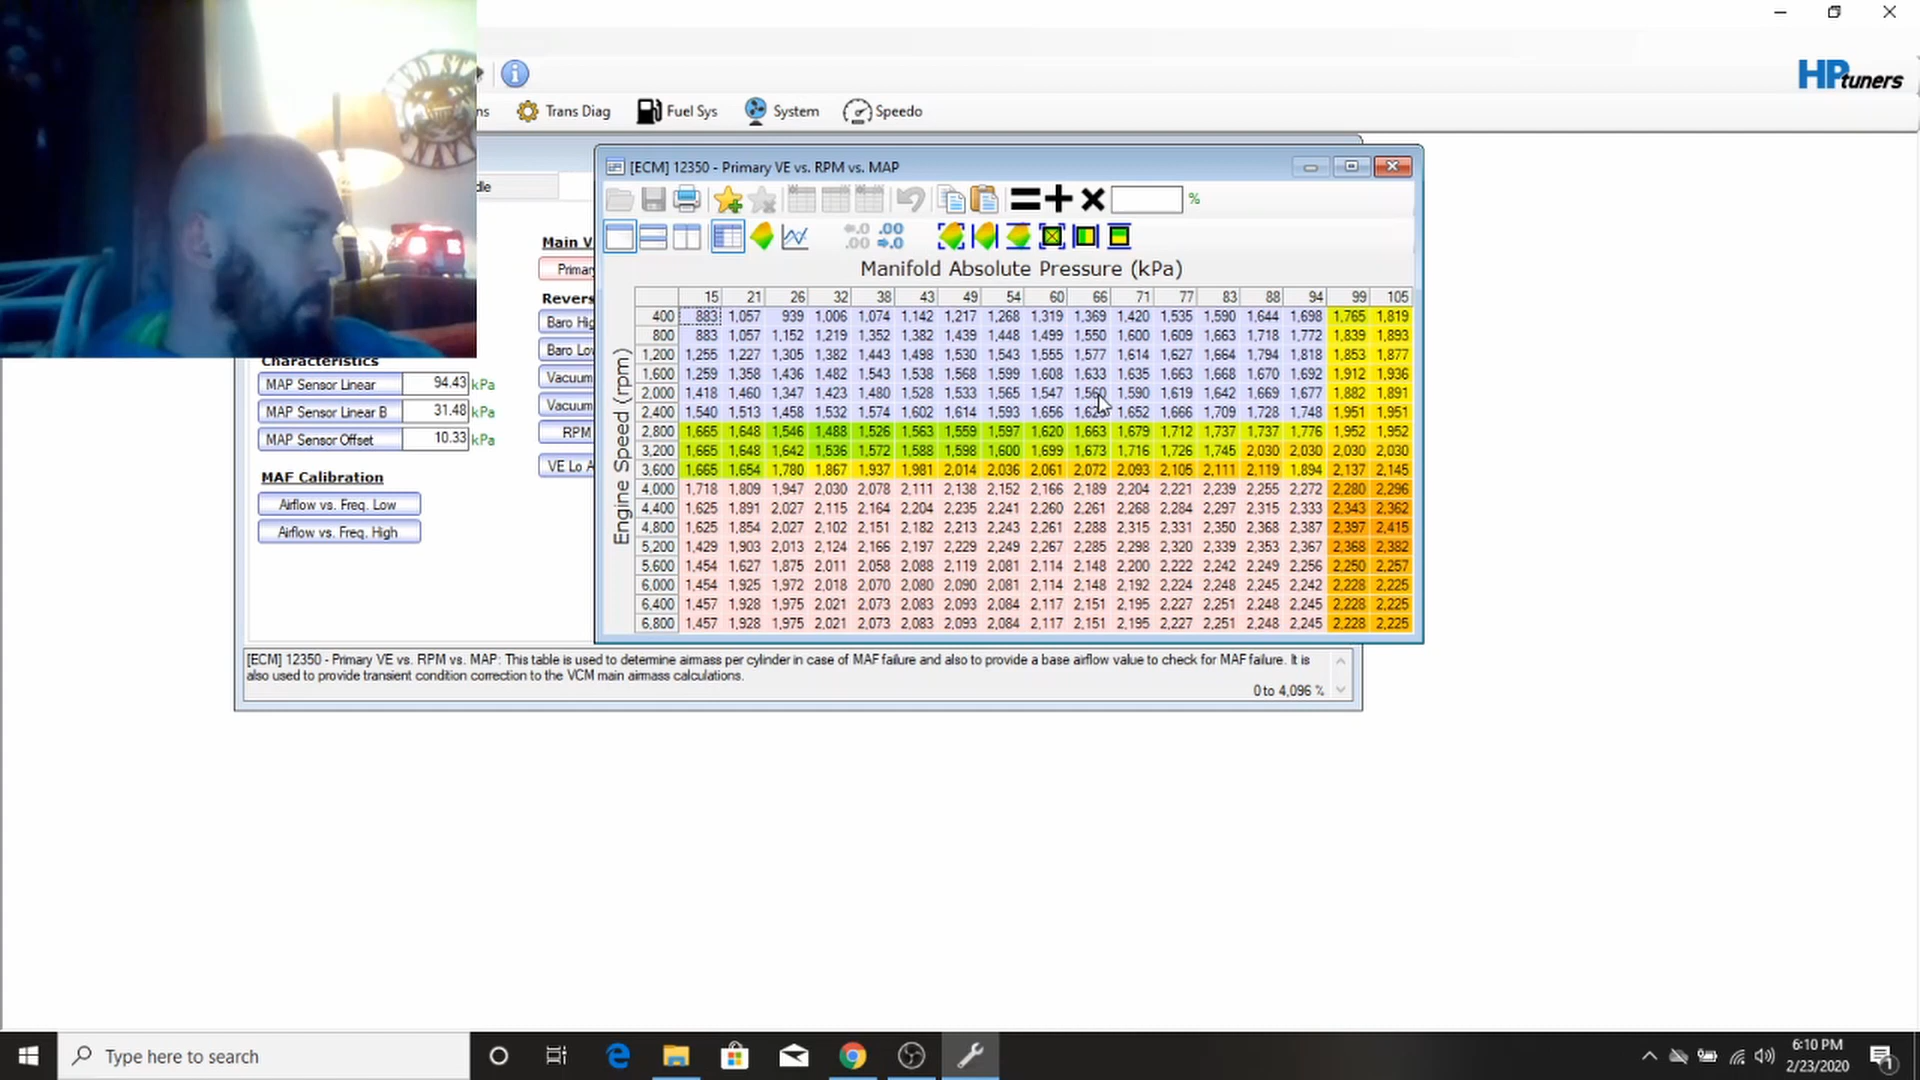 HPtuners
ns
Trans Diag
Fuel Sys
System
Speedo
dle
[ECM] 12350 - Primary VE vs. RPM vs. MAP
%
Manifold Absolute Pressure (kPa)
15 21 26 32 38 43 49 54 60 66 71 77 83 88 94 99 105
Engine Speed (rpm)
400 883 1,057 939 1,006 1,074 1,142 1,217 1,268 1,319 1,369 1,420 1,535 1,590 1,644 1,698 1,765 1,819
800 883 1,057 1,152 1,219 1,352 1,382 1,439 1,448 1,499 1,550 1,600 1,609 1,663 1,718 1,772 1,839 1,893
1,200 1,255 1,227 1,305 1,382 1,443 1,498 1,530 1,543 1,555 1,577 1,614 1,627 1,664 1,794 1,818 1,853 1,877
1,600 1,259 1,358 1,436 1,482 1,543 1,538 1,568 1,599 1,608 1,633 1,635 1,663 1,668 1,670 1,692 1,912 1,936
2,000 1,418 1,460 1,347 1,423 1,480 1,528 1,533 1,565 1,547 1,560 1,590 1,619 1,642 1,669 1,677 1,882 1,891
2,400 1,540 1,513 1,458 1,532 1,574 1,602 1,614 1,593 1,656 1,652 1,666 1,709 1,728 1,748 1,951 1,951
2,800 1,665 1,648 1,546 1,488 1,526 1,563 1,559 1,597 1,620 1,663 1,679 1,712 1,737 1,737 1,776 1,952 1,952
3,200 1,665 1,648 1,642 1,536 1,572 1,588 1,598 1,600 1,699 1,673 1,716 1,726 1,745 2,030 2,030 2,030 2,030
3,600 1,665 1,654 1,780 1,867 1,937 1,981 2,014 2,036 2,061 2,072 2,093 2,105 2,111 2,119 1,894 2,137 2,145
4,000 1,718 1,809 1,947 2,030 2,078 2,111 2,138 2,152 2,166 2,189 2,204 2,221 2,239 2,255 2,272 2,280 2,296
4,400 1,625 1,891 2,027 2,115 2,164 2,204 2,235 2,241 2,260 2,261 2,268 2,284 2,297 2,315 2,333 2,343 2,362
4,800 1,625 1,854 2,027 2,102 2,151 2,182 2,213 2,243 2,261 2,288 2,315 2,331 2,350 2,368 2,387 2,397 2,415
5,200 1,429 1,903 2,013 2,124 2,166 2,197 2,229 2,249 2,267 2,285 2,298 2,320 2,339 2,353 2,367 2,368 2,382
5,600 1,454 1,627 1,875 2,011 2,058 2,088 2,119 2,081 2,114 2,148 2,200 2,222 2,242 2,249 2,256 2,250 2,257
6,000 1,454 1,925 1,972 2,018 2,070 2,080 2,090 2,081 2,114 2,148 2,192 2,224 2,248 2,245 2,242 2,228 2,225
6,400 1,457 1,928 1,975 2,021 2,073 2,083 2,093 2,084 2,117 2,151 2,195 2,227 2,251 2,248 2,245 2,228 2,225
6,800 1,457 1,928 1,975 2,021 2,073 2,083 2,093 2,084 2,117 2,151 2,195 2,227 2,251 2,248 2,245 2,228 2,225
Main V
Primary
Revers
Baro Hig
Baro Lov
Vacuum
Vacuum
RPM
VE Lo A
Characteristics
MAP Sensor Linear 94.43 kPa
MAP Sensor Linear B 31.48 kPa
MAP Sensor Offset 10.33 kPa
MAF Calibration
Airflow vs. Freq. Low
Airflow vs. Freq. High
[ECM] 12350 - Primary VE vs. RPM vs. MAP: This table is used to determine airmass per cylinder in case of MAF failure and also to provide a base airflow value to check for MAF failure. It is
also used to provide transient condition correction to the VCM main airmass calculations.
0 to 4,096 %
Type here to search
6:10 PM
2/23/2020
1